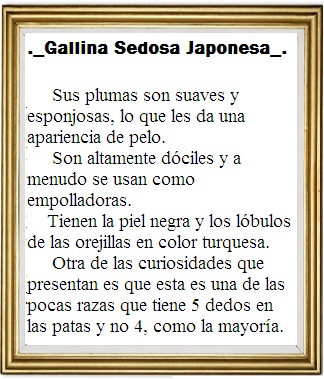 ._Gallina Sedosa Japonesa_.
Sus plumas son suaves y
esponjosas, lo que les da una
apariencia de pelo.
Son altamente dóciles y a
menudo se usan como
empolladoras.
Tienen la piel negra y los lóbulos
de las orejillas en color turquesa.
Otra de las curiosidades que
presentan es que esta es una de las
pocas razas que tiene 5 dedos en
las patas y no 4, como la mayoría.